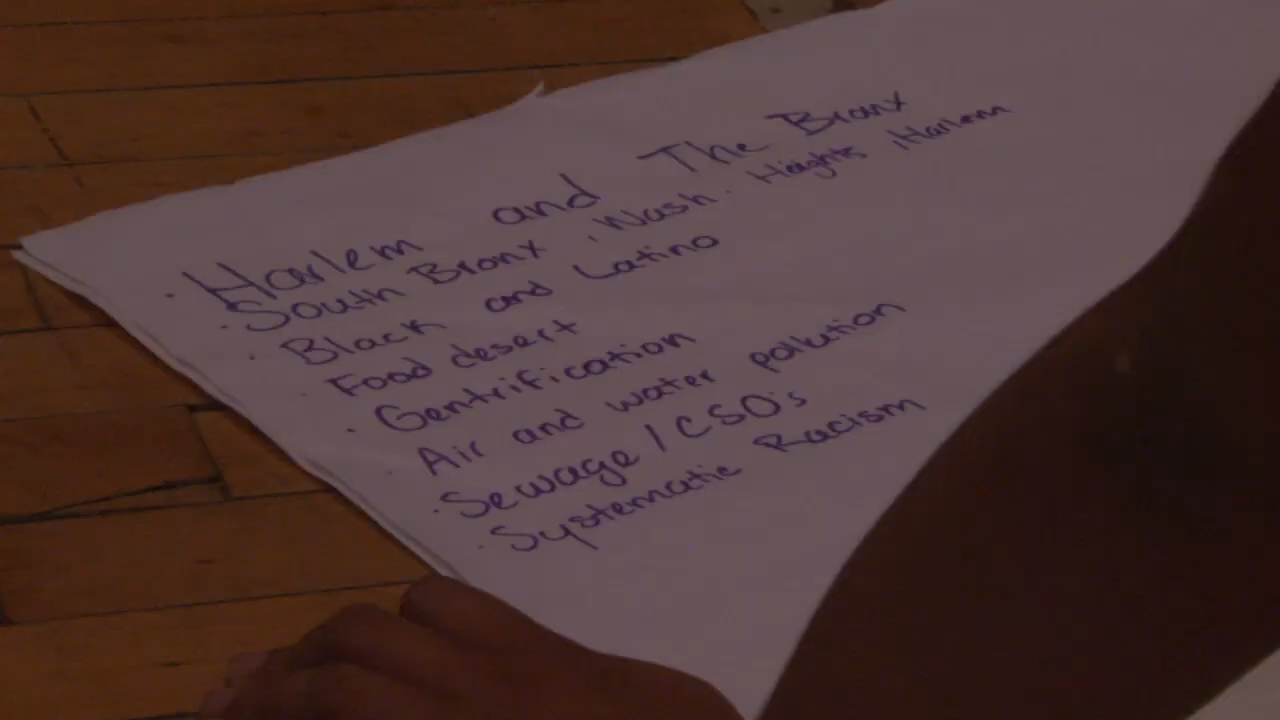 · Harlem and The Bronx
· South Bronx, Wash. Heights, Harlem
· Black and Latino
· Food desert
· Gentrification
· Air and water pollution
· Sewage / CSO's
· Systematic Racism